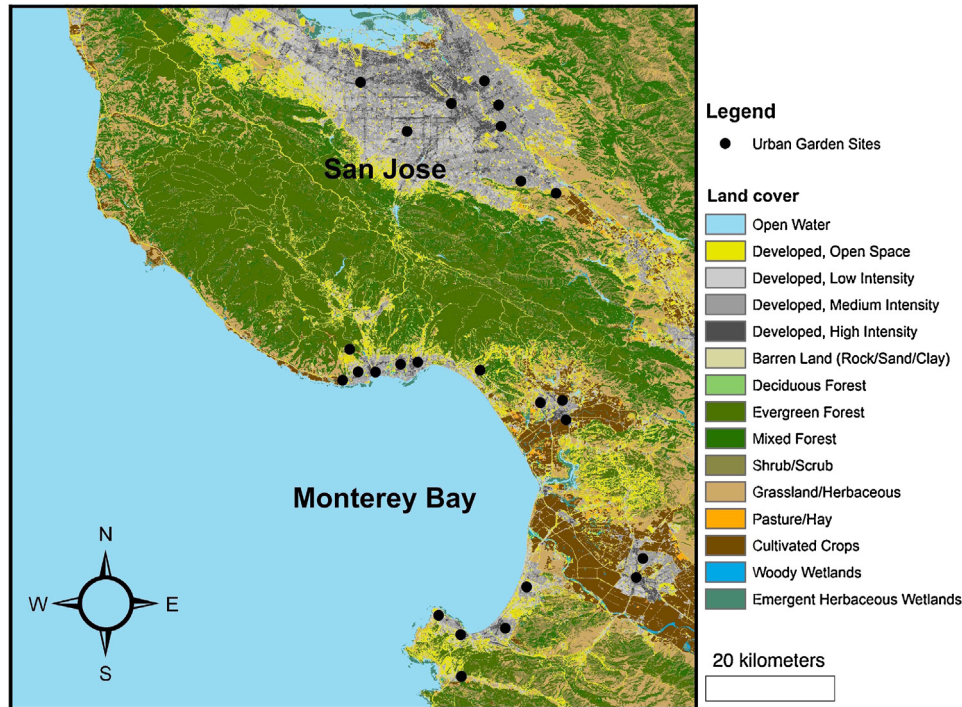 San Jose
Monterey Bay
N
W
E
S
Legend
Urban Garden Sites
Land cover
Open Water
Developed, Open Space
Developed, Low Intensity
Developed, Medium Intensity
Developed, High Intensity
Barren Land (Rock/Sand/Clay)
Deciduous Forest
Evergreen Forest
Mixed Forest
Shrub/Scrub
Grassland/Herbaceous
Pasture/Hay
Cultivated Crops
Woody Wetlands
Emergent Herbaceous Wetlands
20 kilometers